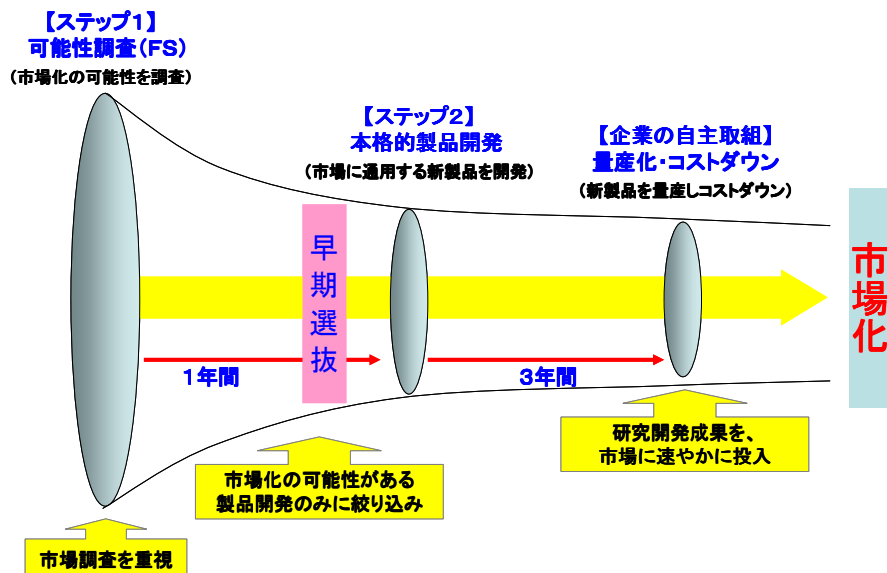 【ステップ1】
可能性調査(FS)
(市場化の可能性を調査)
【ステップ2】
本格的製品開発
(市場に通用する新製品を開発)
【企業の自主取組】
量産化・コストダウン
(新製品を量産しコストダウン)
早期選抜
市場化
1年間
3年間
市場化の可能性がある
製品開発のみに絞り込み
研究開発成果を、
市場に速やかに投入
市場調査を重視